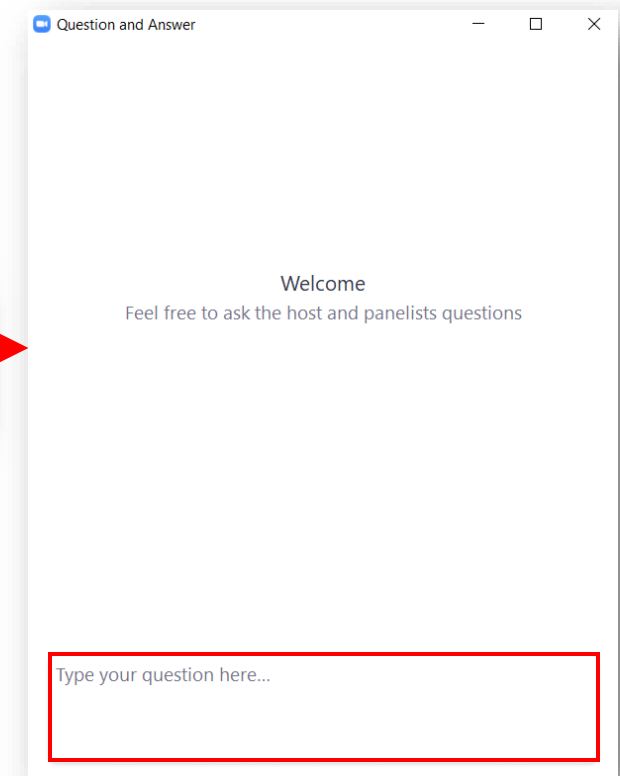 Question and Answer
Welcome
Feel free to ask the host and panelists questions
Type your question here...